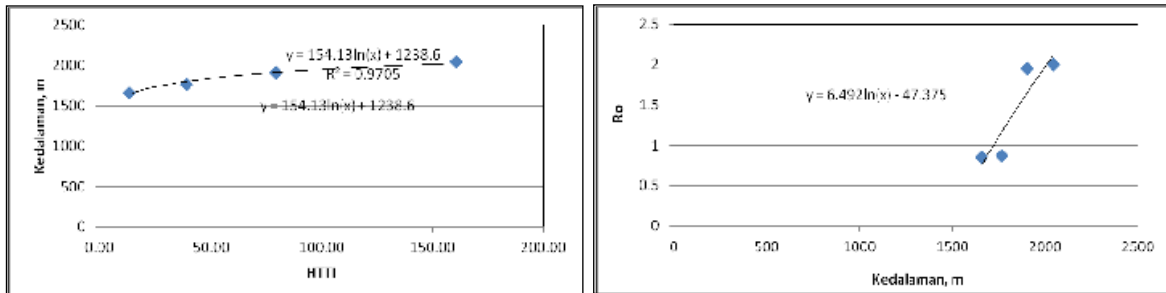 2500
2000
1500
1000
500
0
Kedalaman, m
y = 154.13ln(x) + 1238.6
R² = 0.9705
y = 154.13ln(x) + 1238.6
0.00 50.00 100.00 150.00 200.00
2.5
2
1.5
1
0.5
0
Ro
y = 6.492ln(x) - 47.375
0 500 1000 1500 2000 2500
Kedalaman, m